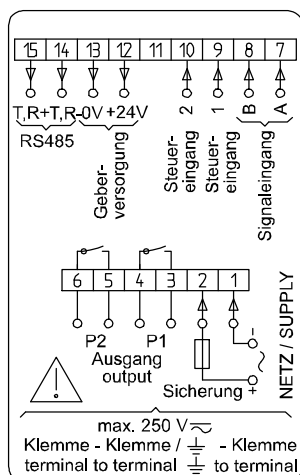 15 14 13 12 11 10 9 8 7
T,R+T,R-0V +24V
RS485
Geber-
versorgung
Steuer-
eingang
2
Steuer-
eingang
1
B
A
Signaleingang
6 5 4 3 2 1
P2 P1
Ausgang
output
Sicherung
- 
+
NETZ / SUPPLY
max. 250 V
Klemme - Klemme / - Klemme
terminal to terminal to terminal